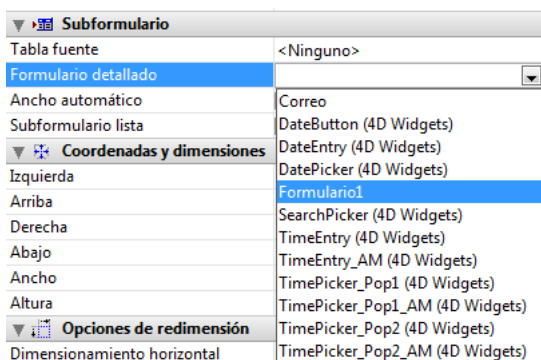 Subformulario
Tabla fuente <Ninguno>
Formulario detallado
Ancho automático Correo
Subformulario lista DateButton (4D Widgets)
DateEntry (4D Widgets)
Coordenadas y dimensiones DatePicker (4D Widgets)
Izquierda Formulario1
Arriba SearchPicker (4D Widgets)
Derecha TimeEntry (4D Widgets)
Abajo TimeEntry_AM (4D Widgets)
Ancho TimePicker_Pop1 (4D Widgets)
Altura TimePicker_Pop1_AM (4D Widgets)
Opciones de redimensión TimePicker_Pop2 (4D Widgets)
Dimensionamiento horizontal TimePicker_Pop2_AM (4D Widgets)